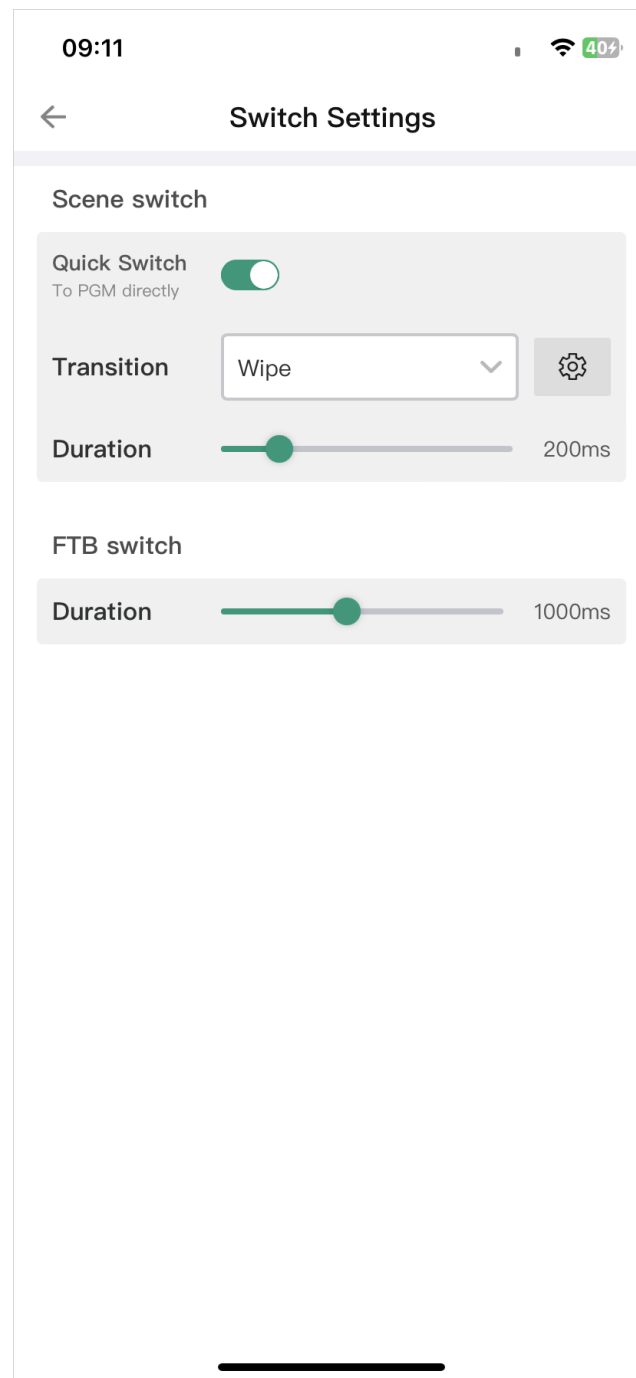 09:11
40
Switch Settings
Scene switch
Quick Switch
To PGM directly
Transition
Wipe
Duration
200ms
FTB switch
Duration
1000ms